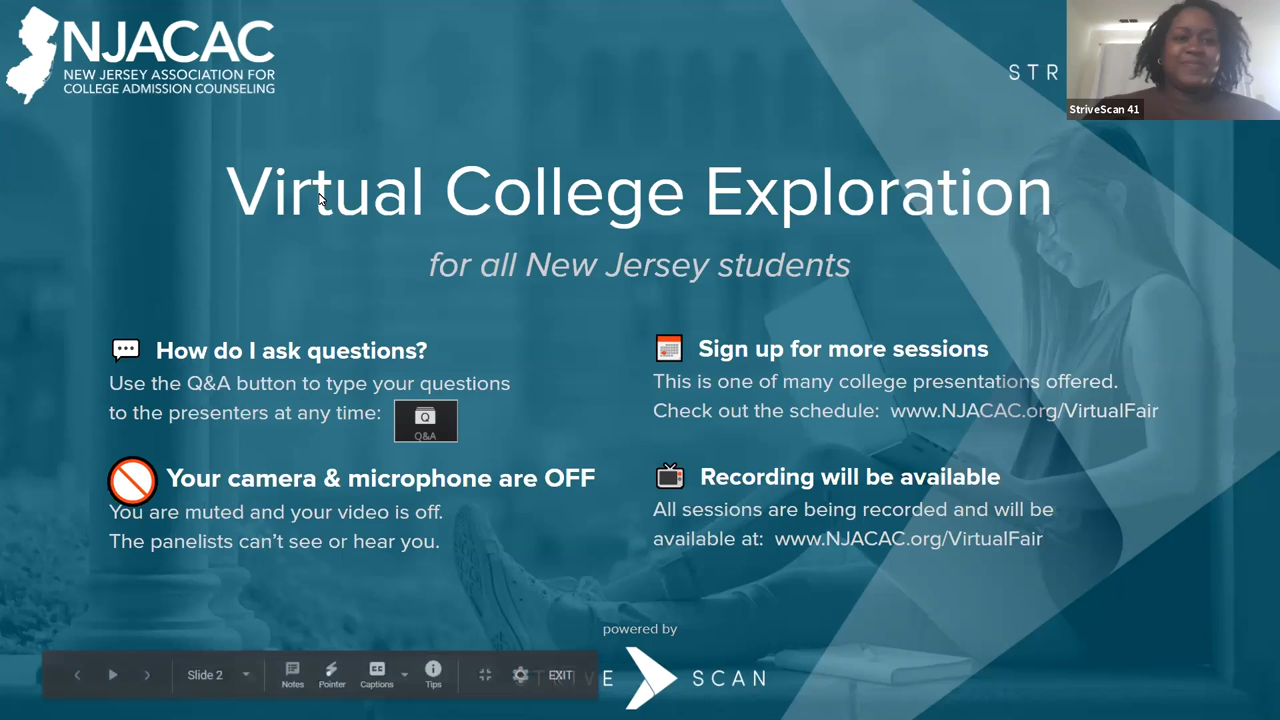 NJACAC
NEW JERSEY ASSOCIATION FOR
COLLEGE ADMISSION COUNSELING
STR
StriveScan 41
Virtual College Exploration
for all New Jersey students
How do I ask questions?
Use the Q&A button to type your questions
to the presenters at any time:
Q
Q&A
Your camera & microphone are OFF
You are muted and your video is off.
The panelists can't see or hear you.
Sign up for more sessions
This is one of many college presentations offered.
Check out the schedule: www.NJACAC.org/VirtualFair
Recording will be available
All sessions are being recorded and will be
available at: www.NJACAC.org/VirtualFair
powered by
STRIVE SCAN
Slide 2
Notes
Pointer
Captions
Tips
EXIT